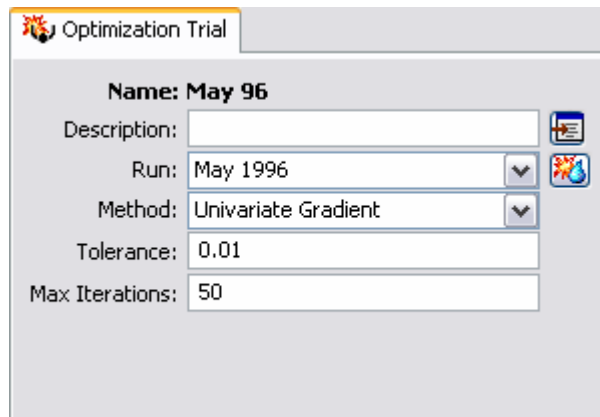 Optimization Trial
Name: May 96
Description:
Run: May 1996
Method: Univariate Gradient
Tolerance: 0.01
Max Iterations: 50